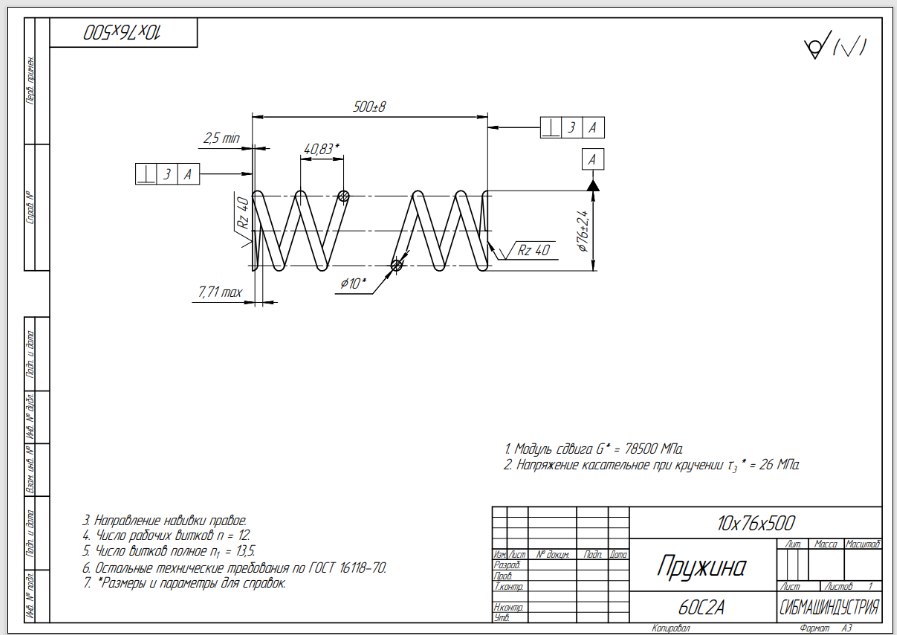 10х76х500
Перв. примен.
Справ. №
Подп. и дата
Инв. № дубл.
Взам. инв. №
Подп. и дата
Инв. № подл.
(√)
500±8
⊥ 3 А
2,5 min
40,83*
А
⊥ 3 А
Rz 40
⌀76±2,4
Rz 40
⌀10*
7,71 max
1. Модуль сдвига G* = 78500 МПа.
2. Напряжение касательное при кручении τ₃ * = 26 МПа.
3. Направление навивки правое.
4. Число рабочих витков n = 12.
5. Число витков полное n₁ = 13,5.
6. Остальные технические требования по ГОСТ 16118-70.
7. *Размеры и параметры для справок.
10х76х500
Лит. Масса Масштаб
Изм. Лист № докум. Подп. Дата
Разраб.
Пружина
Пров.
Т.контр.
Лист Листов 1
Н.контр.
60С2А СИБМАШИНДУСТРИЯ
Утв.
Копировал Формат А3